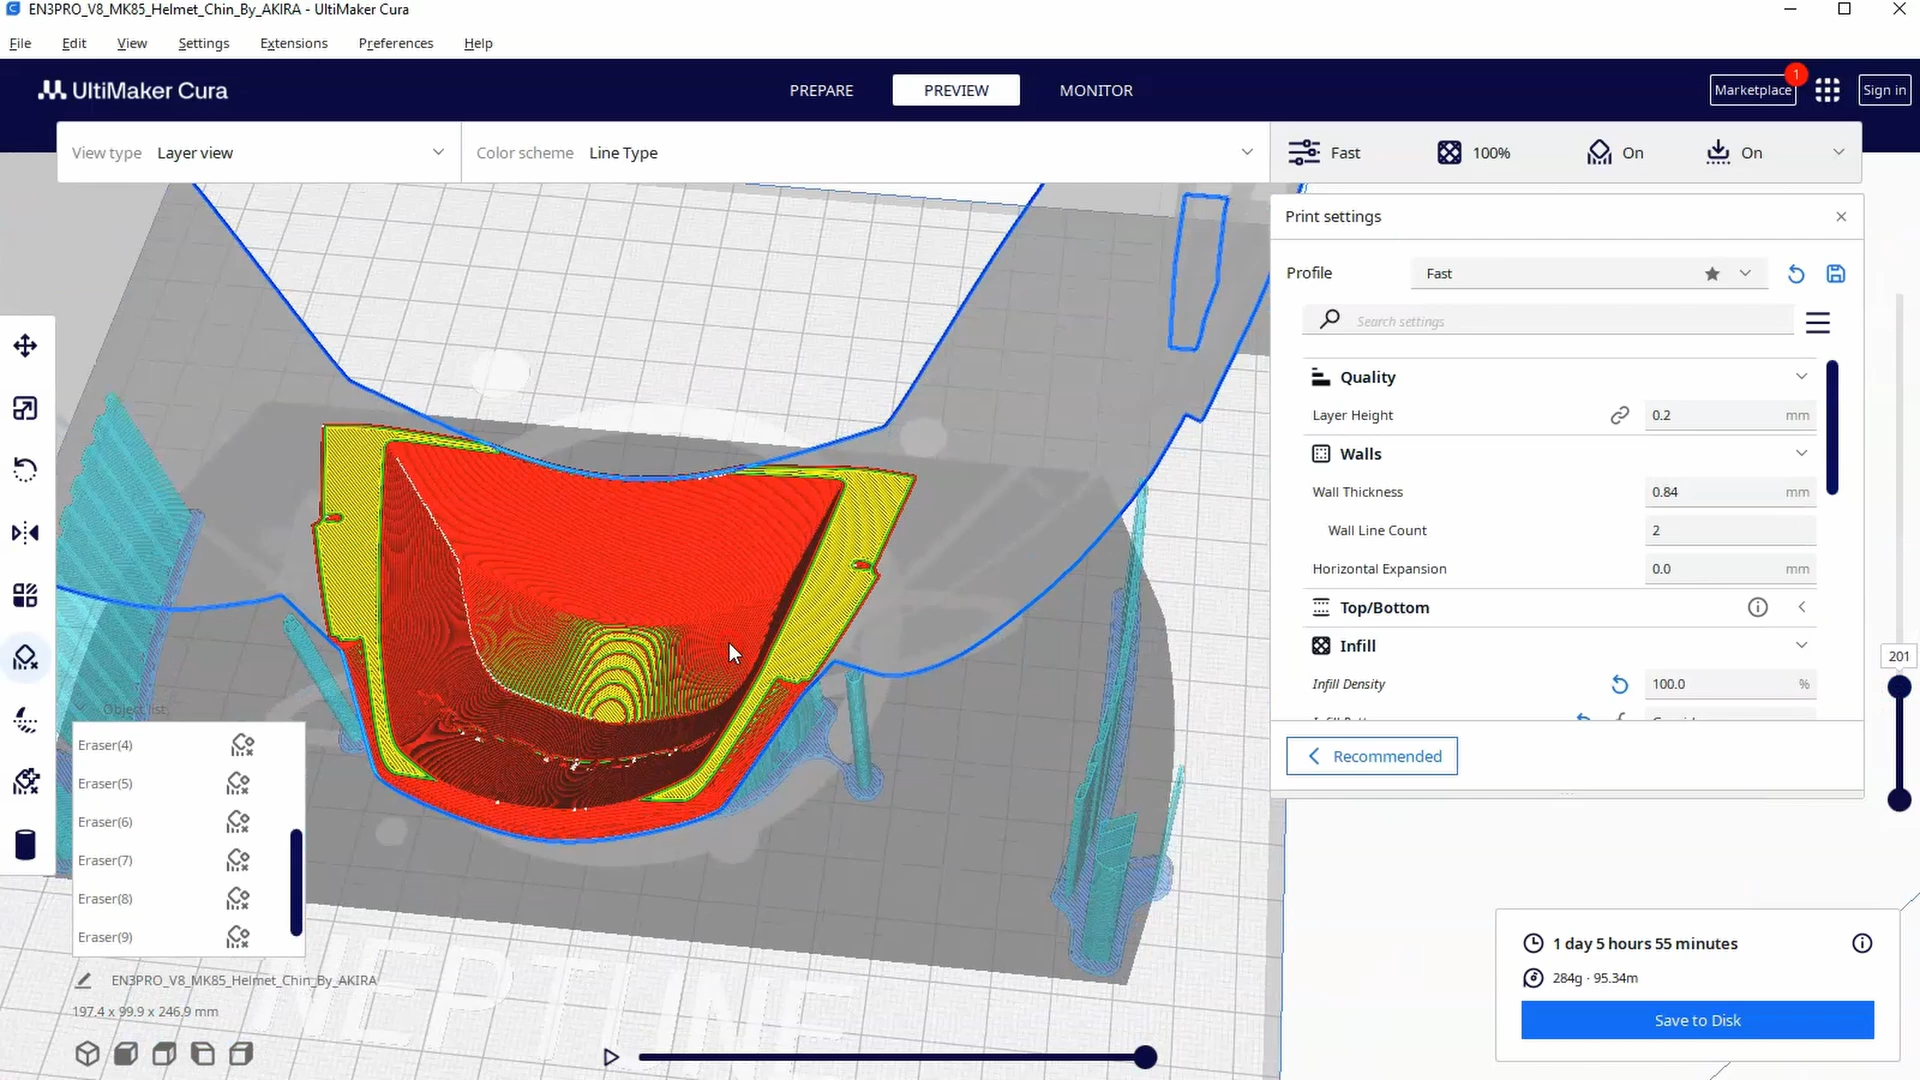 EN3PRO_V8_MK85_Helmet_Chin_By_AKIRA - UltiMaker Cura
File Edit View Settings Extensions Preferences Help
UltiMaker Cura
PREPARE PREVIEW MONITOR
Marketplace 1 Sign in
View type Layer view Color scheme Line Type
Fast 100% On On
Print settings
Profile Fast
Search settings
Quality
Layer Height 0.2 mm
Walls
Wall Thickness 0.84 mm
Wall Line Count 2
Horizontal Expansion 0.0 mm
Top/Bottom
Infill
Infill Density 100.0 %
Recommended
201
Object list
Eraser(4)
Eraser(5)
Eraser(6)
Eraser(7)
Eraser(8)
Eraser(9)
EN3PRO_V8_MK85_Helmet_Chin_By_AKIRA
197.4 x 99.9 x 246.9 mm
NEPTUNE
1 day 5 hours 55 minutes
284g · 95.34m
Save to Disk